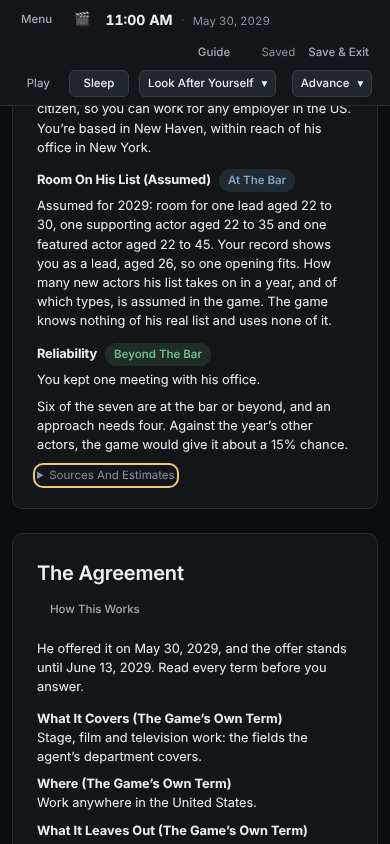 Menu 🎬 11:00 AM · May 30, 2029
Guide Saved Save & Exit
Play Sleep Look After Yourself ▾ Advance ▾
citizen, so you can work for any employer in the US.
You’re based in New Haven, within reach of his
office in New York.
Room On His List (Assumed) At The Bar
Assumed for 2029: room for one lead aged 22 to
30, one supporting actor aged 22 to 35 and one
featured actor aged 22 to 45. Your record shows
you as a lead, aged 26, so one opening fits. How
many new actors his list takes on in a year, and of
which types, is assumed in the game. The game
knows nothing of his real list and uses none of it.
Reliability Beyond The Bar
You kept one meeting with his office.
Six of the seven are at the bar or beyond, and an
approach needs four. Against the year’s other
actors, the game would give it about a 15% chance.
▶ Sources And Estimates
The Agreement
How This Works
He offered it on May 30, 2029, and the offer stands
until June 13, 2029. Read every term before you
answer.
What It Covers (The Game’s Own Term)
Stage, film and television work: the fields the
agent’s department covers.
Where (The Game’s Own Term)
Work anywhere in the United States.
What It Leaves Out (The Game’s Own Term)